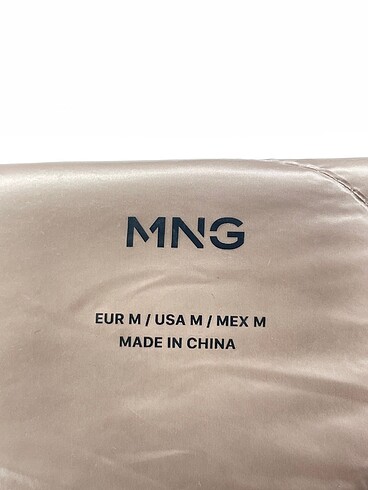 MNG
EUR M / USA M / MEX M
MADE IN CHINA